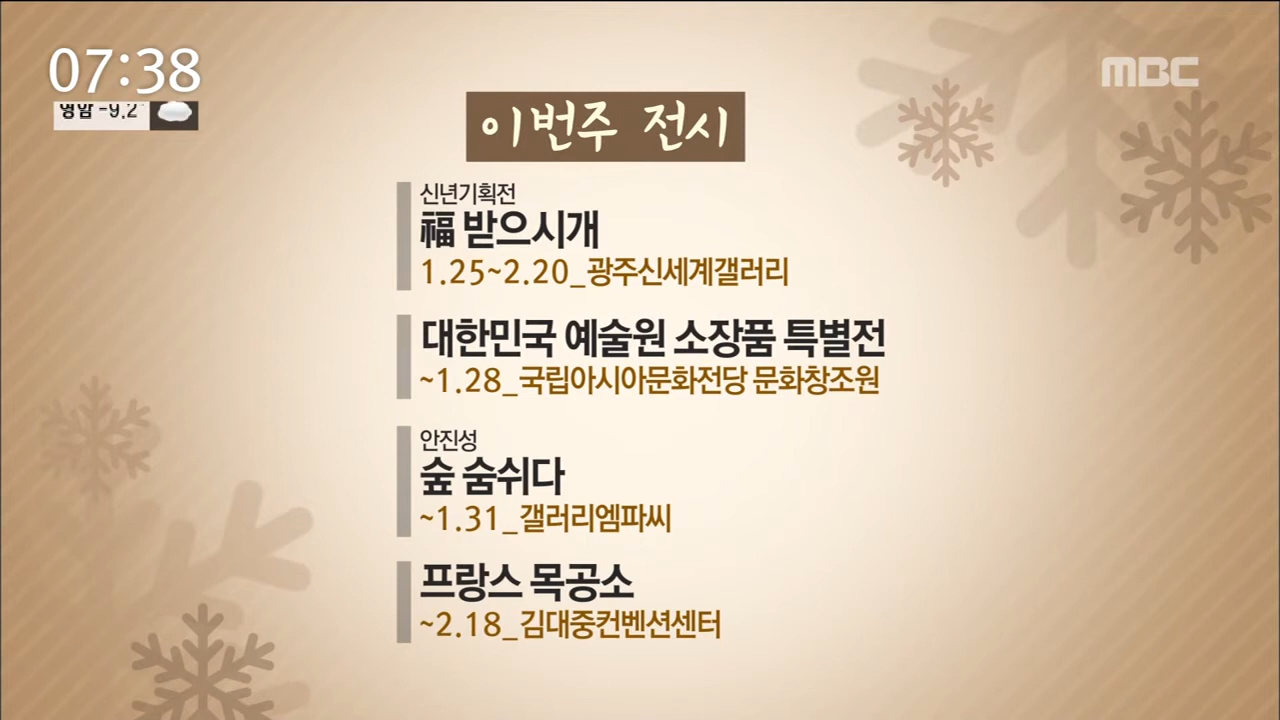 07:38
MBC
영암 -9.2°
이번주 전시
신년기획전
福 받으시개
1.25~2.20_광주신세계갤러리
대한민국 예술원 소장품 특별전
~1.28_국립아시아문화전당 문화창조원
안진성
숲 숨쉬다
~1.31_갤러리엠파씨
프랑스 목공소
~2.18_김대중컨벤션센터